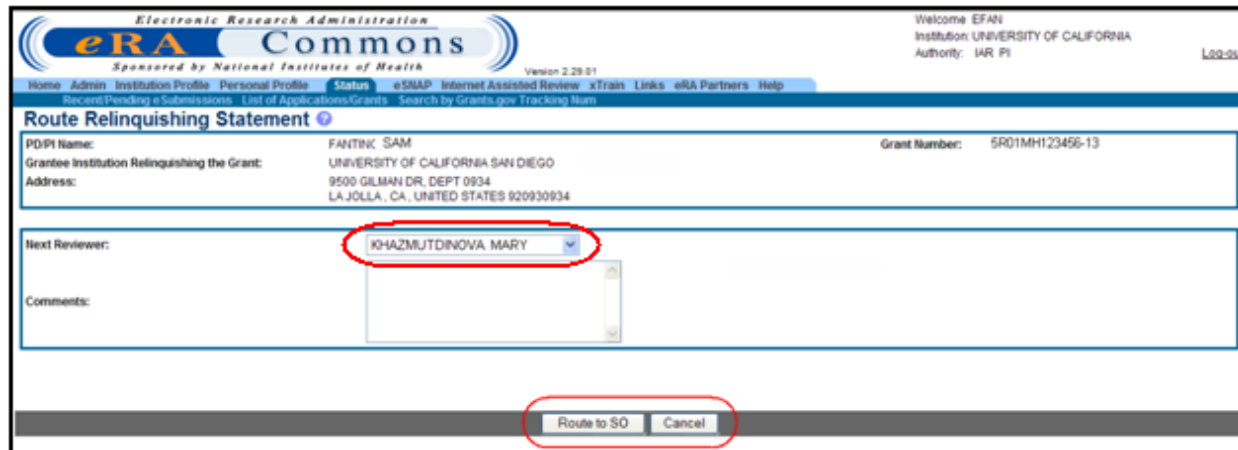 Electronic Research Administration
eRA Commons
Sponsored by National Institutes of Health
Version 2.29.01
Welcome EFAN
Institution: UNIVERSITY OF CALIFORNIA
Authority: IAR PI
Log-ou
Home Admin Institution Profile Personal Profile Status eSNAP Internet Assisted Review xTrain Links eRA Partners Help
Recent/Pending eSubmissions List of Applications/Grants Search by Grants.gov Tracking Num
Route Relinquishing Statement ?
PD/PI Name: FANTINC SAM Grant Number: 5R01MH123456-13
Grantee Institution Relinquishing the Grant: UNIVERSITY OF CALIFORNIA SAN DIEGO
Address: 9500 GILMAN DR, DEPT 0934
LA JOLLA , CA , UNITED STATES 920930934
Next Reviewer: KHAZMUTDINOVA MARY
Comments:
Route to SO Cancel